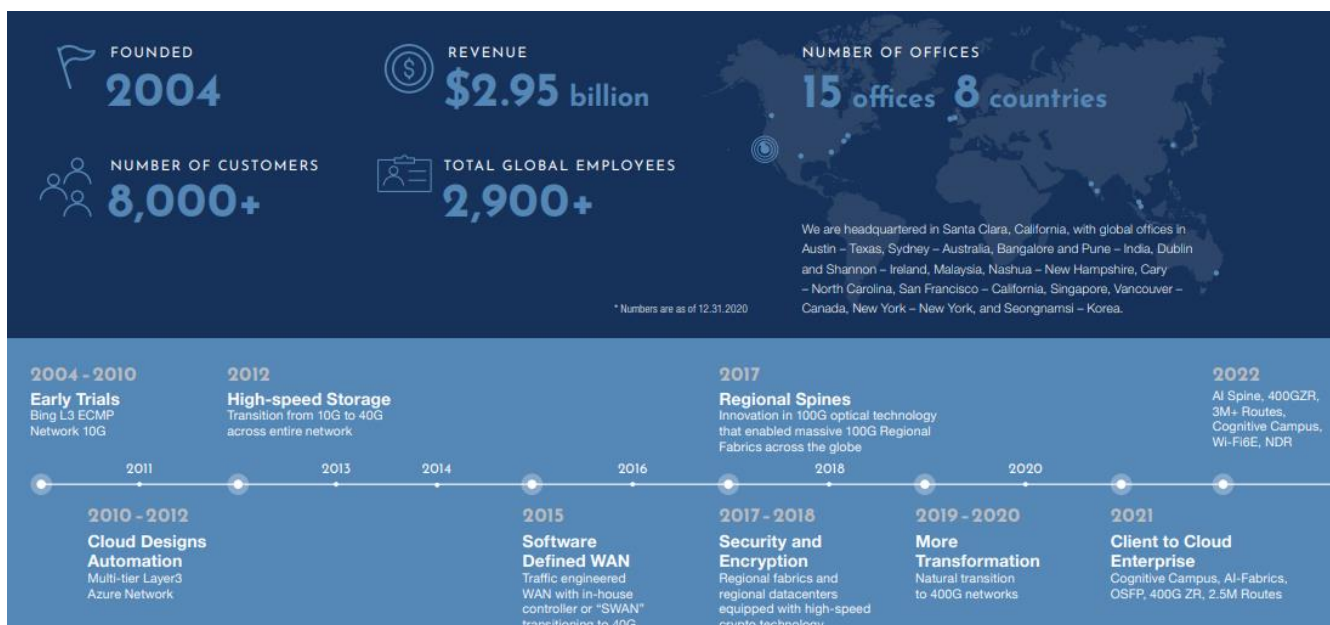 FOUNDED
2004
REVENUE
$2.95 billion
NUMBER OF OFFICES
15 offices 8 countries
NUMBER OF CUSTOMERS
8,000+
TOTAL GLOBAL EMPLOYEES
2,900+
We are headquartered in Santa Clara, California, with global offices in
Austin – Texas, Sydney – Australia, Bangalore and Pune – India, Dublin
and Shannon – Ireland, Malaysia, Nashua – New Hampshire, Cary
– North Carolina, San Francisco – California, Singapore, Vancouver –
Canada, New York – New York, and Seongnamsi – Korea.
* Numbers are as of 12.31.2020
2004-2010
Early Trials
Bing L3 ECMP
Network 10G
2012
High-speed Storage
Transition from 10G to 40G
across entire network
2017
Regional Spines
Innovation in 100G optical technology
that enabled massive 100G Regional
Fabrics across the globe
2022
AI Spine, 400GZR,
3M+ Routes,
Cognitive Campus,
Wi-Fi6E, NDR
2011
2013
2014
2016
2018
2020
2010-2012
Cloud Designs
Automation
Multi-tier Layer3
Azure Network
2015
Software
Defined WAN
Traffic engineered
WAN with in-house
controller or “SWAN”
transitioning to 40G
2017-2018
Security and
Encryption
Regional fabrics and
regional datacenters
equipped with high-speed
crypto technology
2019-2020
More
Transformation
Natural transition
to 400G networks
2021
Client to Cloud
Enterprise
Cognitive Campus, AI-Fabrics,
OSFP, 400G ZR, 2.5M Routes